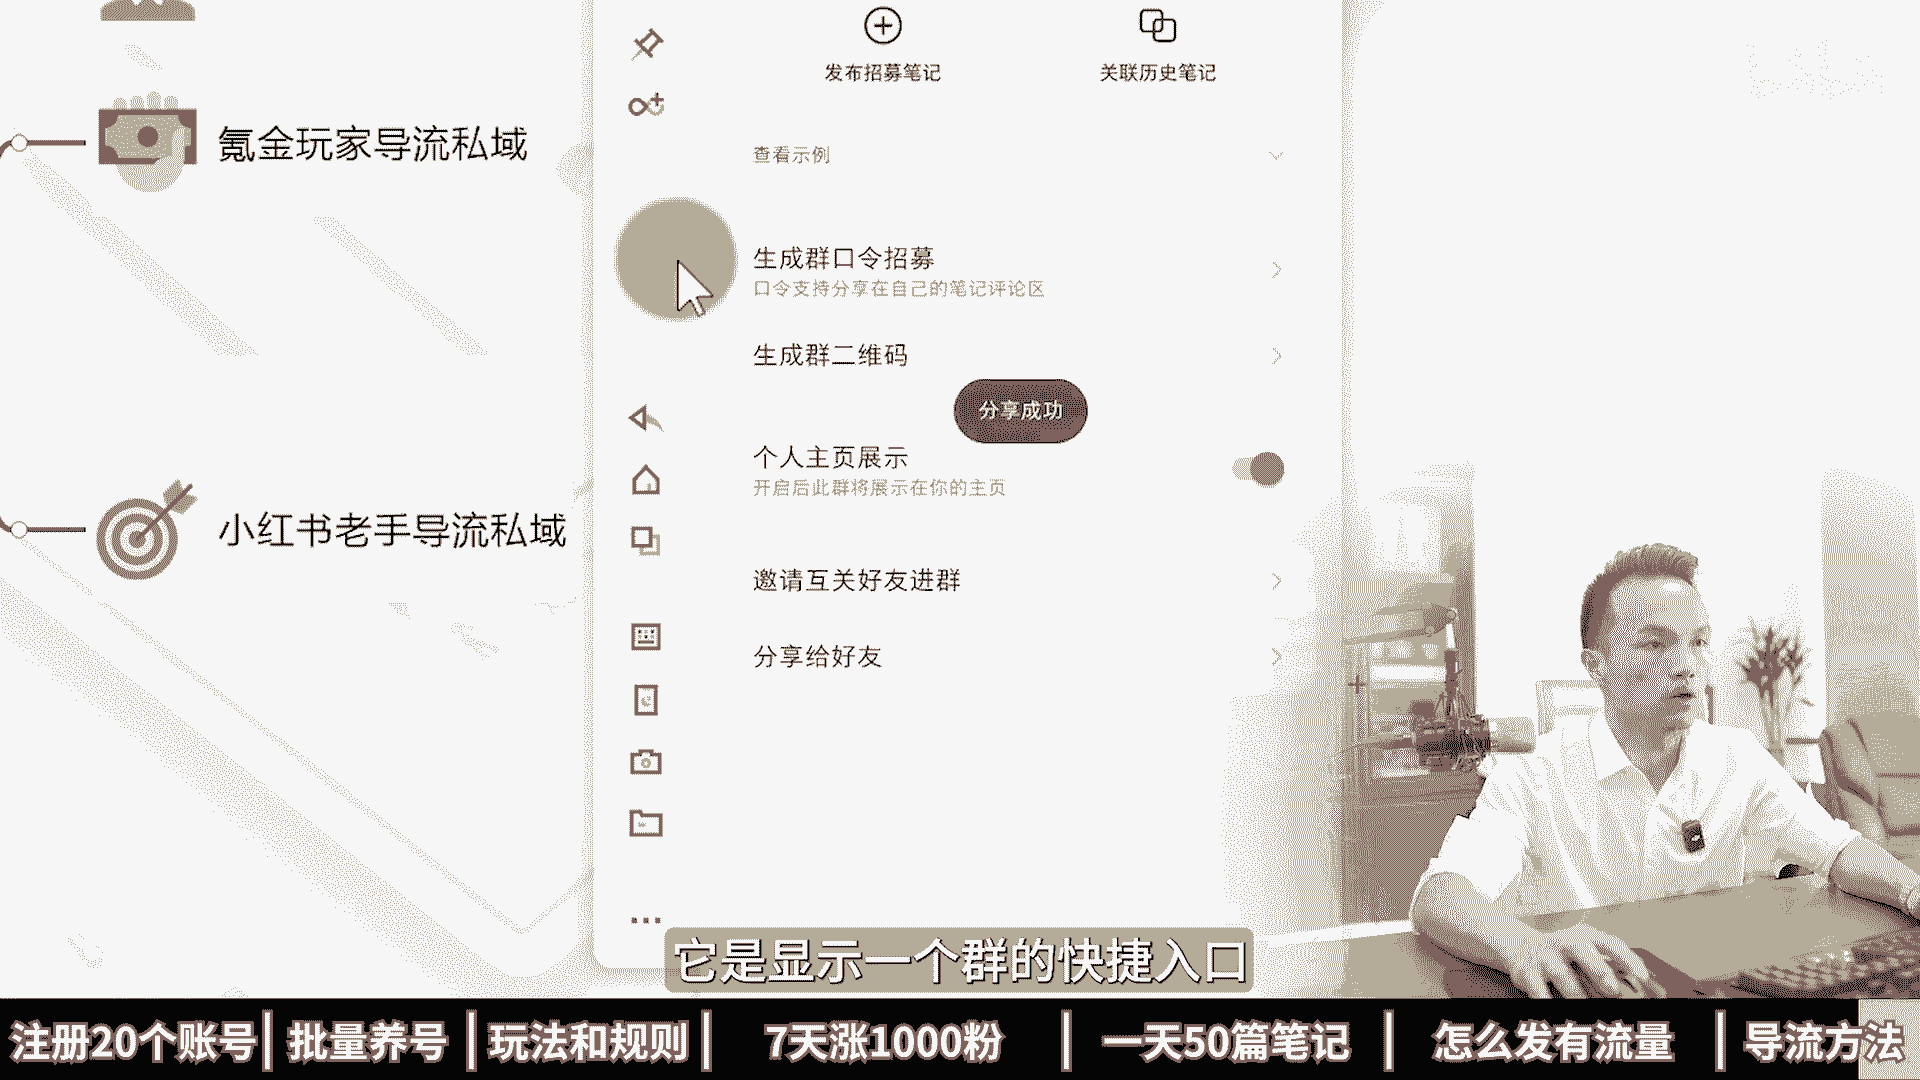 发布招募笔记
关联历史笔记
氪金玩家导流私域
查看示例
生成群口令招募
口令支持分享在自己的笔记评论区
生成群二维码
分享成功
个人主页展示
开启后此群将展示在你的主页
小红书老手导流私域
邀请互关好友进群
分享给好友
它是显示一个群的快捷入口
注册20个账号 | 批量养号 | 玩法和规则 | 7天涨1000粉 | 一天50篇笔记 | 怎么发有流量 | 导流方法